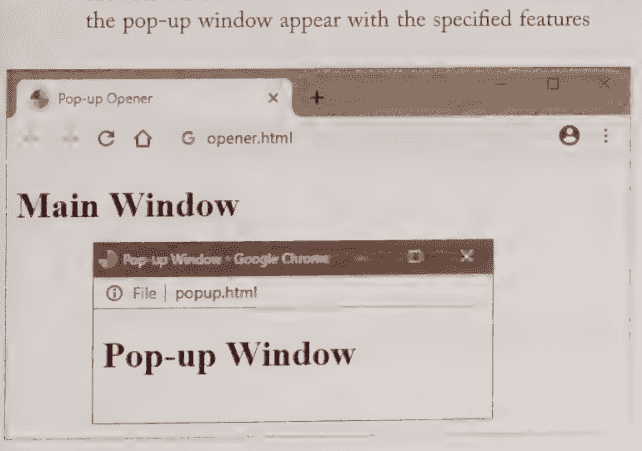 the pop-up window appear with the specified features
Pop-up Opener
opener.html
Main Window
Pop-up Window - Google Chrome
File | popup.html
Pop-up Window